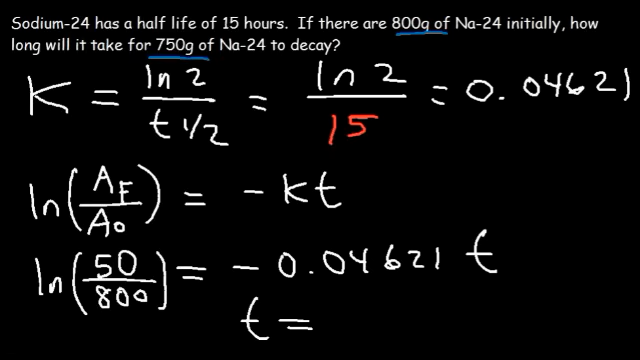 Sodium-24 has a half life of 15 hours. If there are 800g of Na-24 initially, how
long will it take for 750g of Na-24 to decay?
K = ln 2 / t 1/2 = ln 2 / 15 = 0.04621
ln(AF/A0) = - kt
ln(50/800) = - 0.04621 t
t =